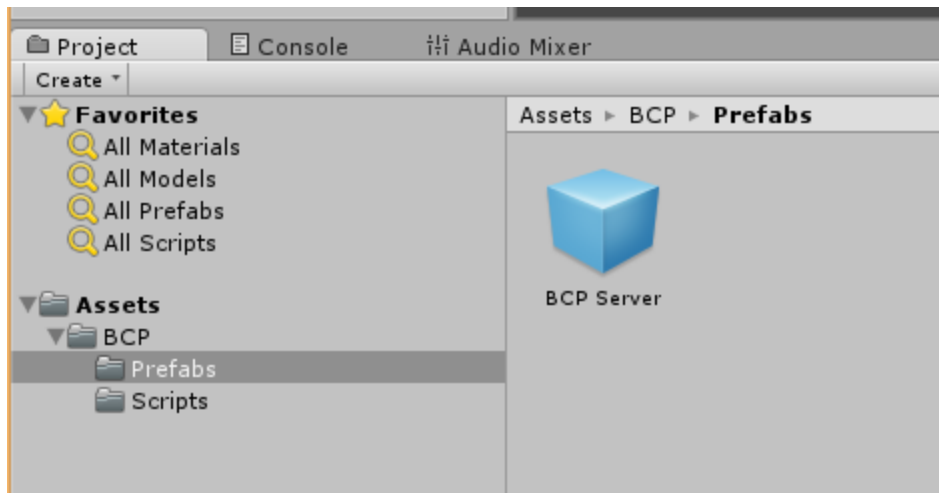 Project Console Audio Mixer
Create
Favorites
All Materials
All Models
All Prefabs
All Scripts
Assets
BCP
Prefabs
Scripts
Assets BCP Prefabs
BCP Server